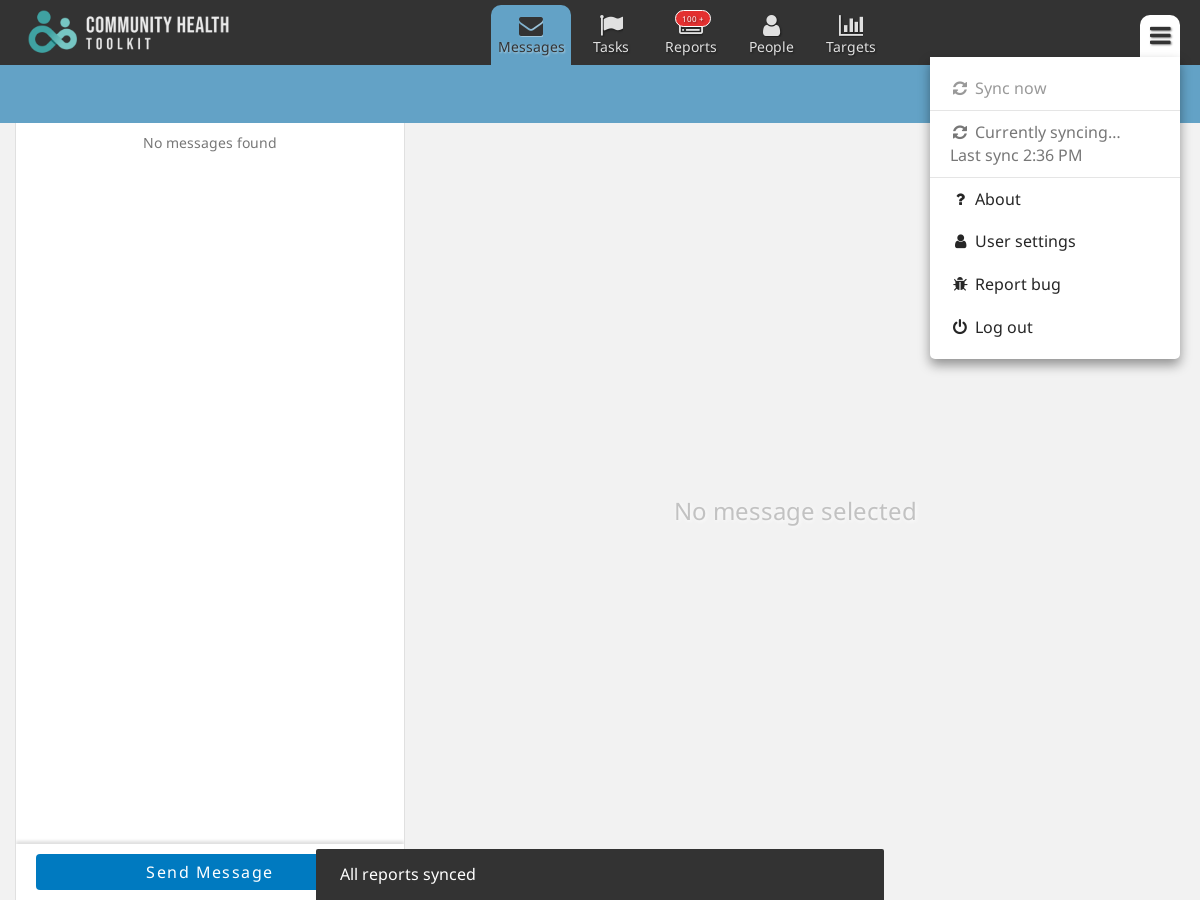 COMMUNITY HEALTH
TOOLKIT
Messages
Tasks
100 +
Reports
People
Targets
Sync now
Currently syncing...
Last sync 2:36 PM
About
User settings
Report bug
Log out
No messages found
No message selected
Send Message
All reports synced